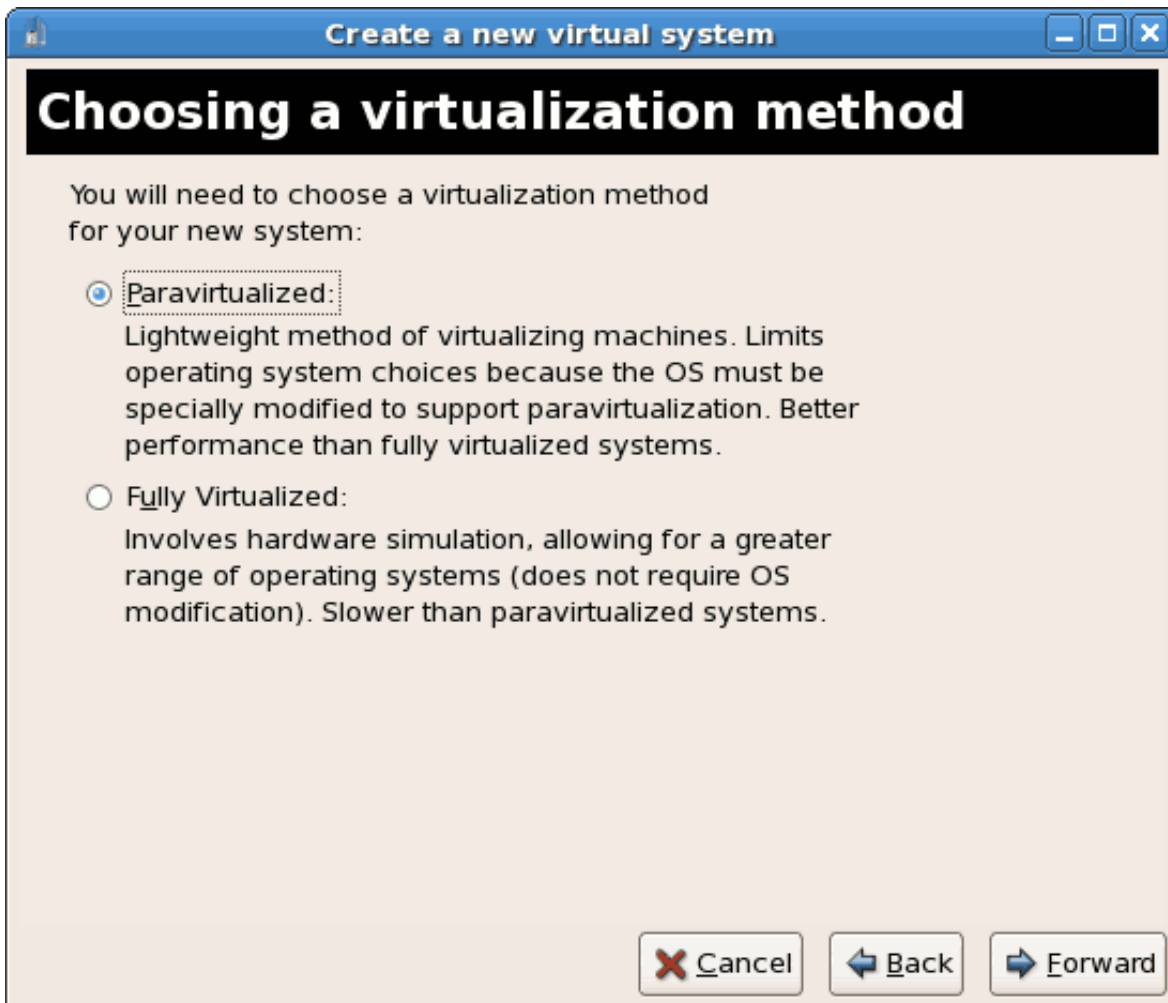 Create a new virtual system
Choosing a virtualization method
You will need to choose a virtualization method
for your new system:
Paravirtualized:
Lightweight method of virtualizing machines. Limits
operating system choices because the OS must be
specially modified to support paravirtualization. Better
performance than fully virtualized systems.
Fully Virtualized:
Involves hardware simulation, allowing for a greater
range of operating systems (does not require OS
modification). Slower than paravirtualized systems.
Cancel Back Forward